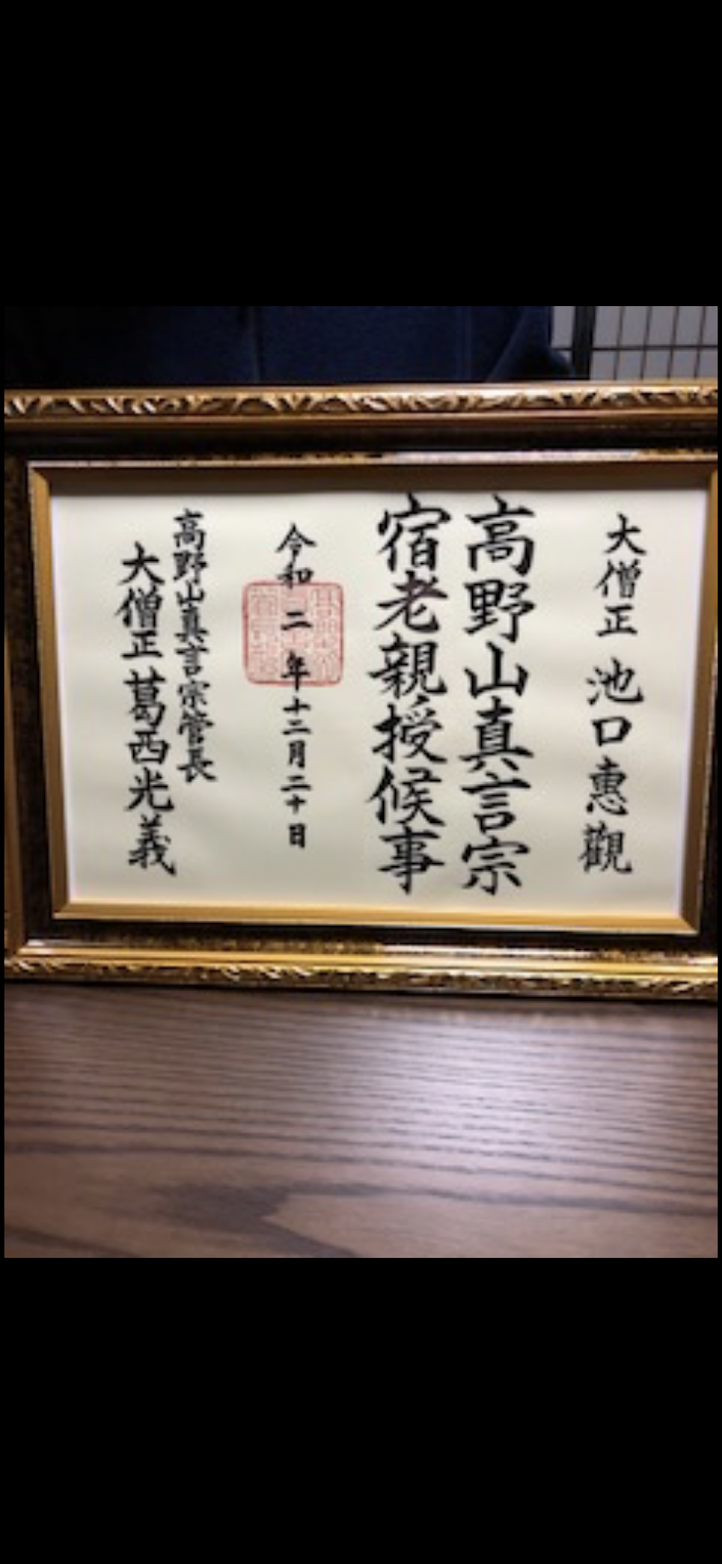 大僧正 池口惠觀
高野山真言宗
宿老親授候事
令和二年十二月二十日
高野山真言宗管長
大僧正 葛西光義